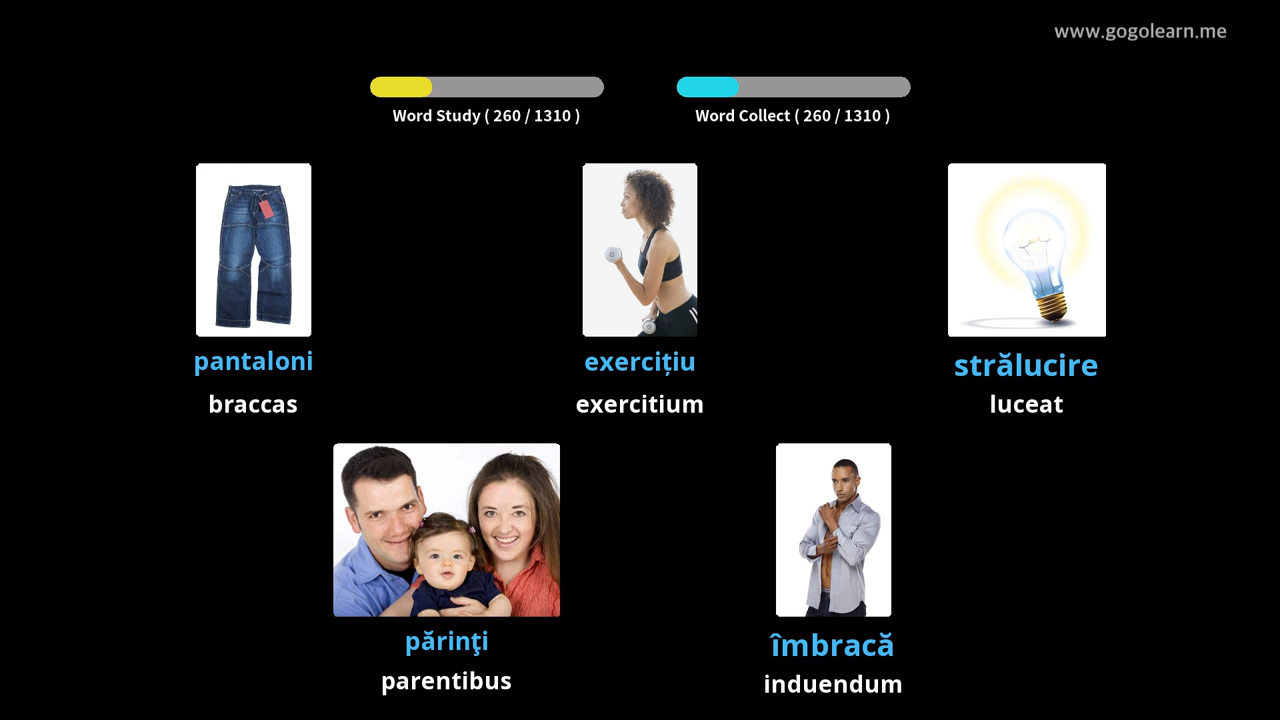 www.gogolearn.me
Word Study ( 260 / 1310 )
Word Collect ( 260 / 1310 )
pantaloni
braccas
exercițiu
exercitium
strălucire
luceat
părinţi
parentibus
îmbracă
induendum